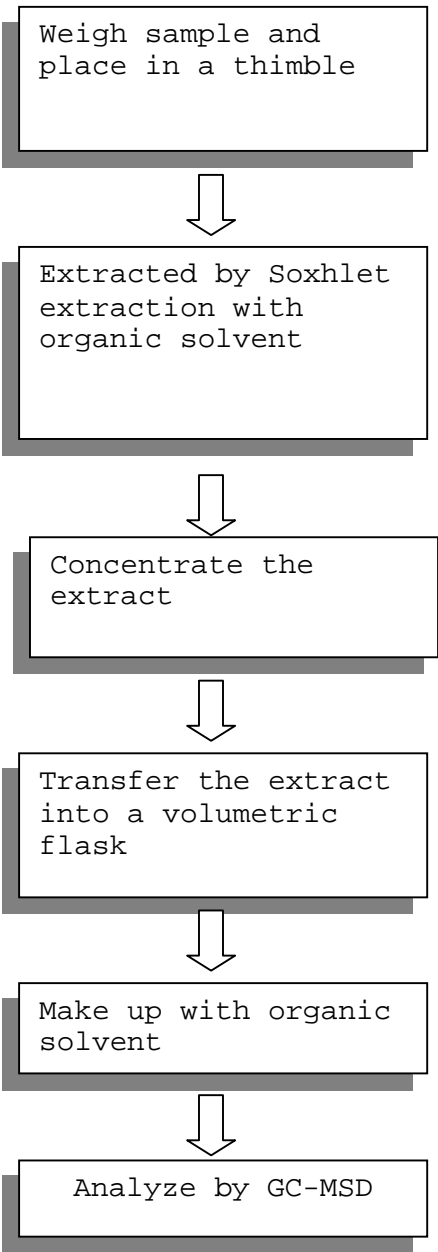 Weigh sample and
place in a thimble
Extracted by Soxhlet
extraction with
organic solvent
Concentrate the
extract
Transfer the extract
into a volumetric
flask
Make up with organic
solvent
Analyze by GC-MSD